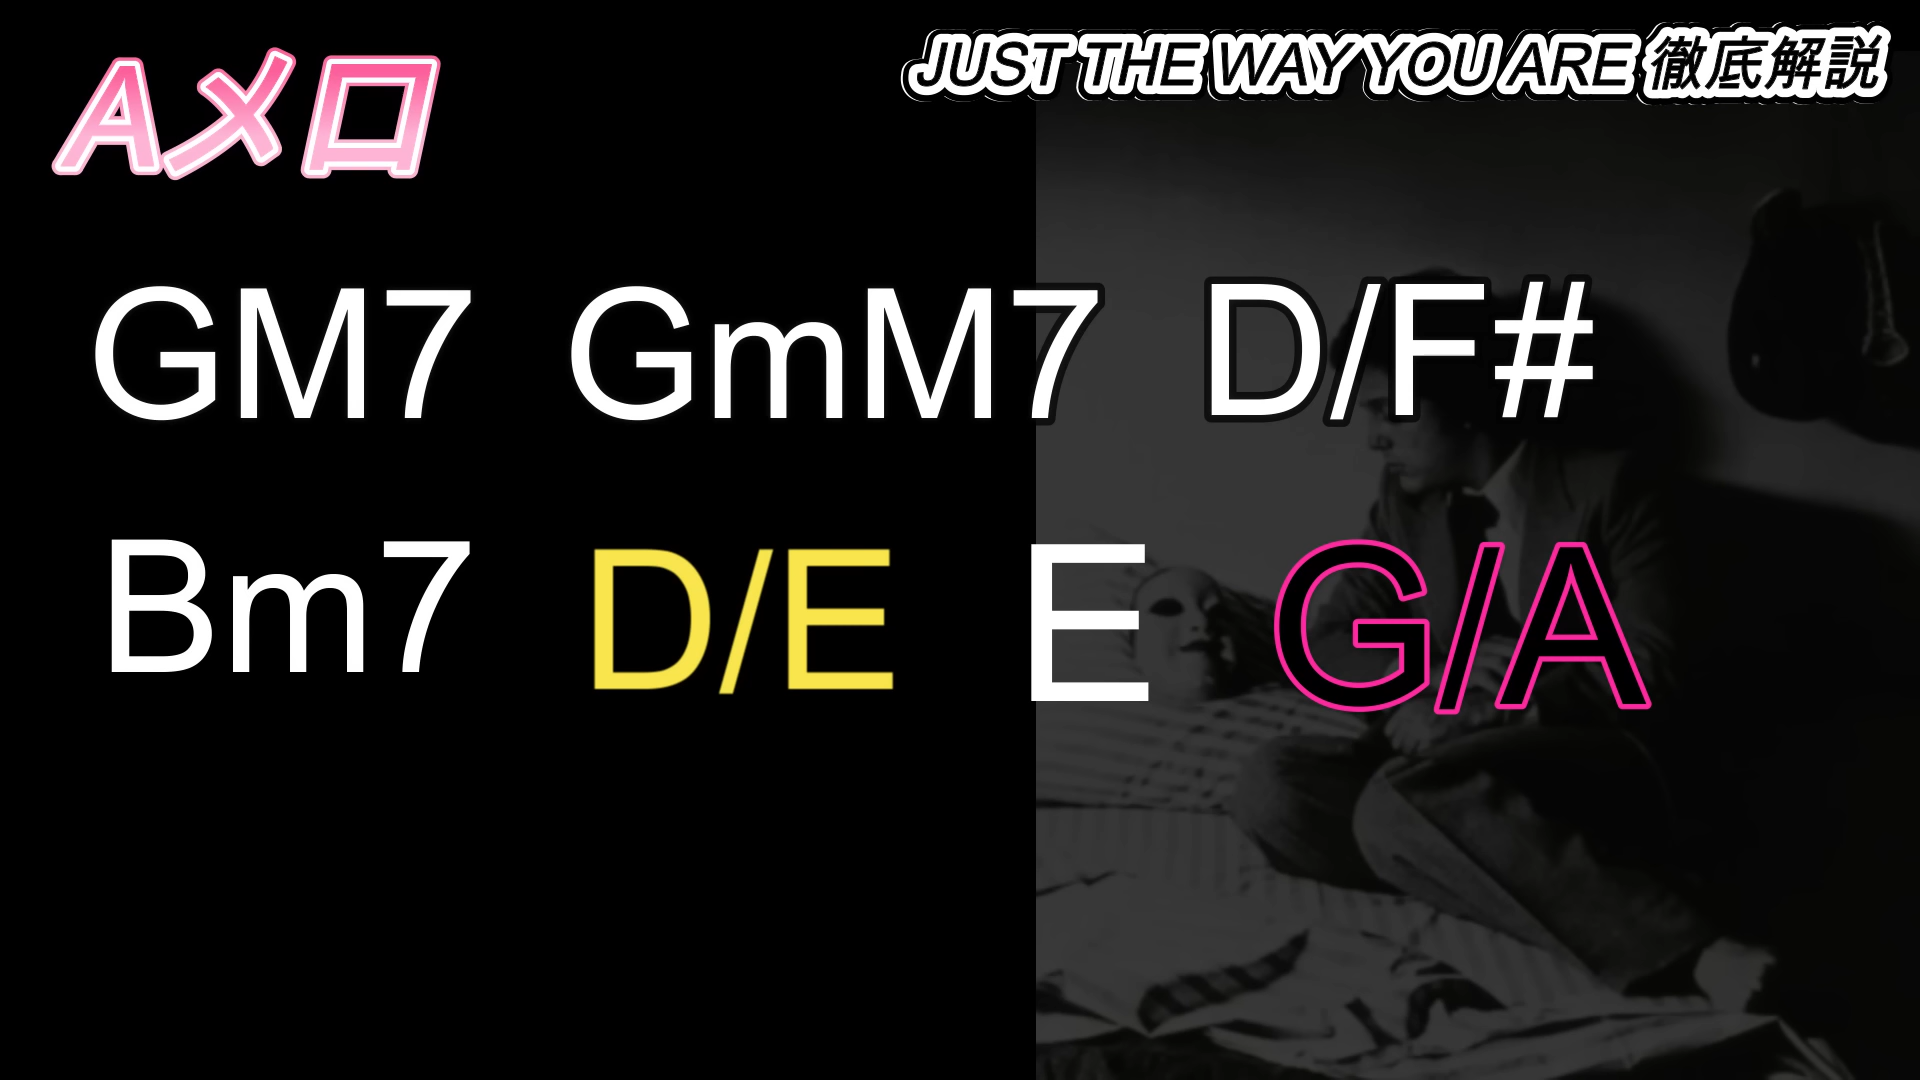 Aメロ
JUST THE WAY YOU ARE 徹底解説
GM7 GmM7 D/F#
Bm7 D/E E G/A